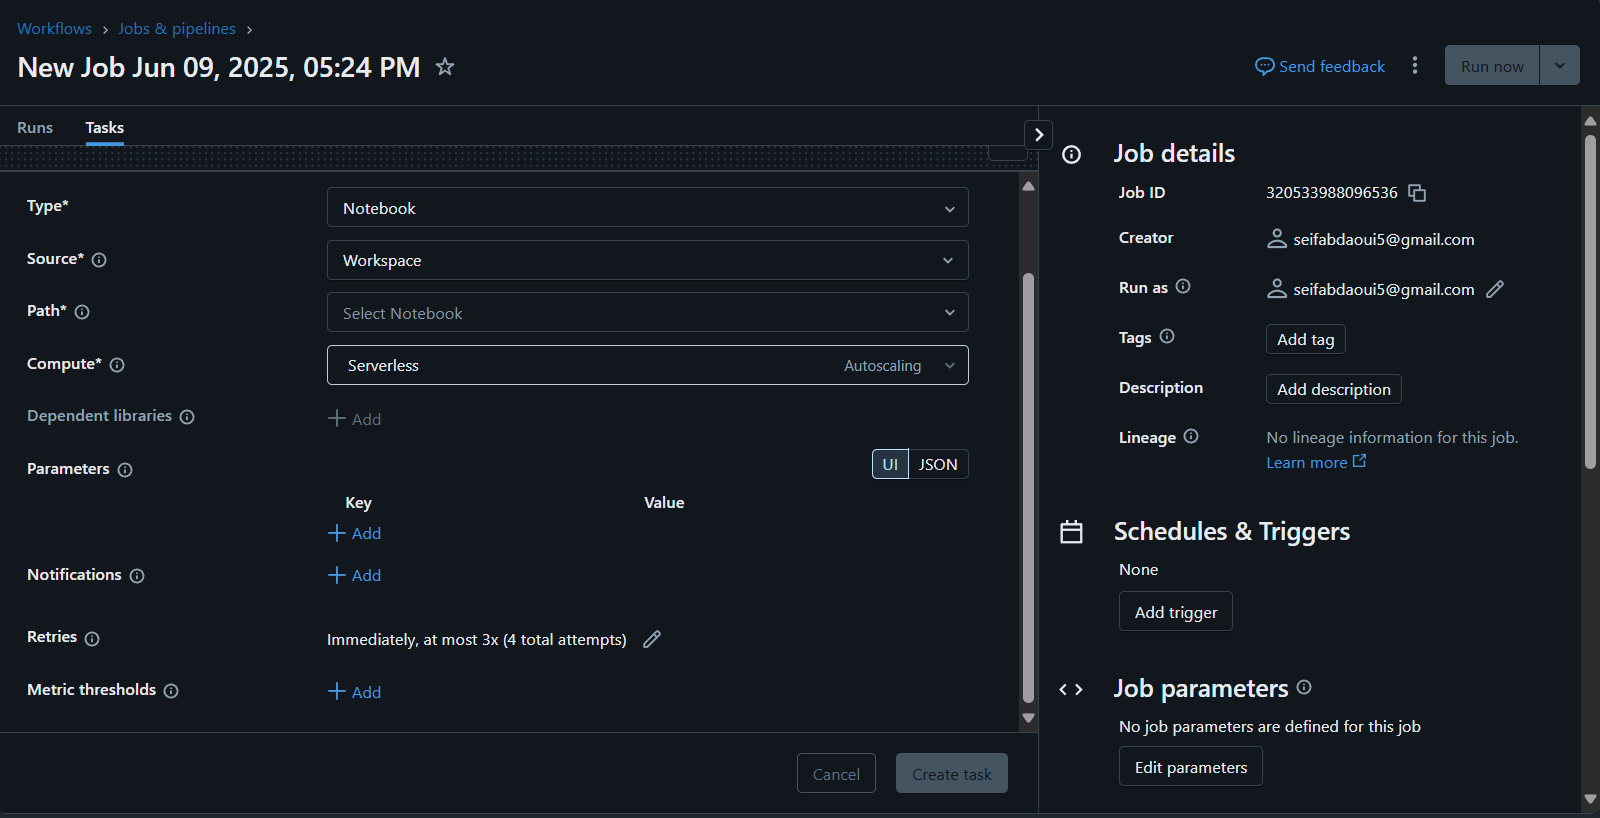 Workflows > Jobs & pipelines >
New Job Jun 09, 2025, 05:24 PM
Send feedback
Run now
Runs
Tasks
Type*
Notebook
Source*
Workspace
Path*
Select Notebook
Compute*
Serverless
Autoscaling
Dependent libraries
Add
Parameters
UI
JSON
Key
Value
Add
Notifications
Add
Retries
Immediately, at most 3x (4 total attempts)
Metric thresholds
Add
Cancel
Create task
Job details
Job ID
320533988096536
Creator
seifabdaoui5@gmail.com
Run as
seifabdaoui5@gmail.com
Tags
Add tag
Description
Add description
Lineage
No lineage information for this job.
Learn more
Schedules & Triggers
None
Add trigger
Job parameters
No job parameters are defined for this job
Edit parameters